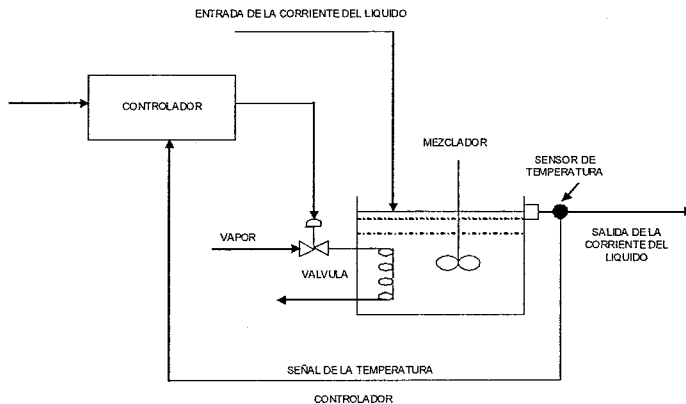 ENTRADA DE LA CORRIENTE DEL LIQUIDO
CONTROLADOR
MEZCLADOR
SENSOR DE
TEMPERATURA
VAPOR
VALVULA
SALIDA DE LA
CORRIENTE DEL
LIQUIDO
SEÑAL DE LA TEMPERATURA
CONTROLADOR